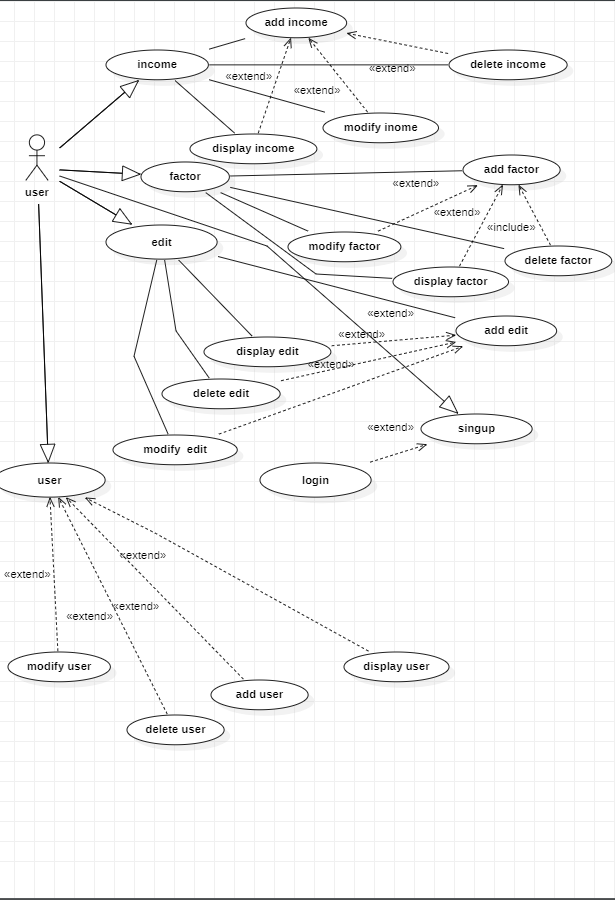 add income
income
delete income
«extend»
«extend»
«extend»
modify inome
display income
user
factor
add factor
«extend»
«extend»
«include»
edit
modify factor
delete factor
display factor
«extend»
add edit
«extend»
display edit
«extend»
delete edit
singup
«extend»
modify  edit
user
login
«extend»
«extend»
«extend»
«extend»
modify user
display user
add user
delete user